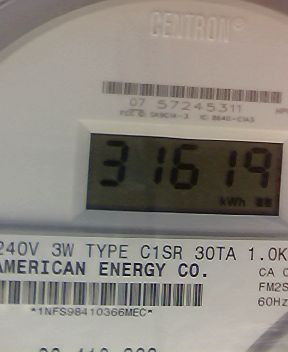 CENTRON®
07 57245311
31619
kWh
240V 3W TYPE C1SR 30TA 1.0K
AMERICAN ENERGY CO.
CA
FM2S
60Hz
*1NFS98410366MEC*